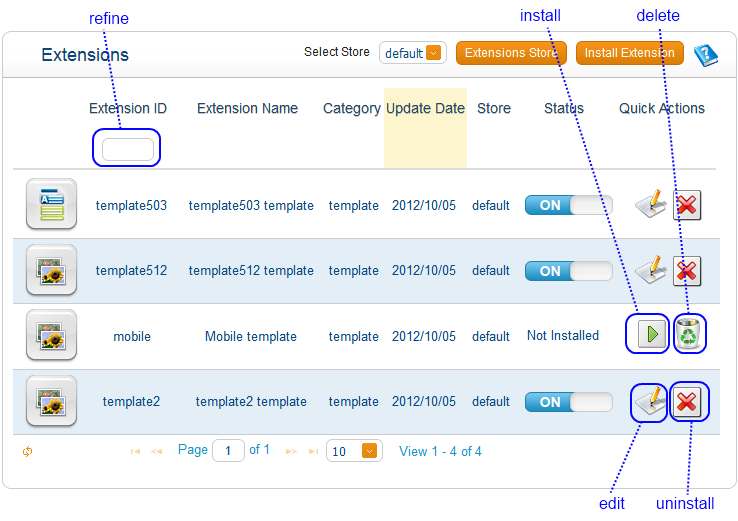 refine install delete
Extensions Select Store default Extensions Store Install Extension ?
Extension ID Extension Name Category Update Date Store Status Quick Actions
template503 template503 template template 2012/10/05 default ON
template512 template512 template template 2012/10/05 default ON
mobile Mobile template template 2012/10/05 default Not Installed
template2 template2 template template 2012/10/05 default ON
Page 1 of 1 10 View 1 - 4 of 4
edit uninstall